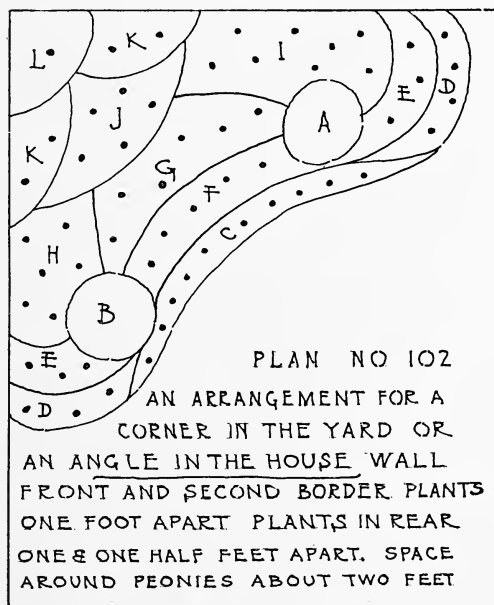 K
I
L
A
E
D
J
K
G
F
C
H
B
E
D
PLAN NO 102
AN ARRANGEMENT FOR A
CORNER IN THE YARD OR
AN ANGLE IN THE HOUSE WALL
FRONT AND SECOND BORDER PLANTS
ONE FOOT APART PLANTS IN REAR
ONE & ONE HALF FEET APART. SPACE
AROUND PEONIES ABOUT TWO FEET